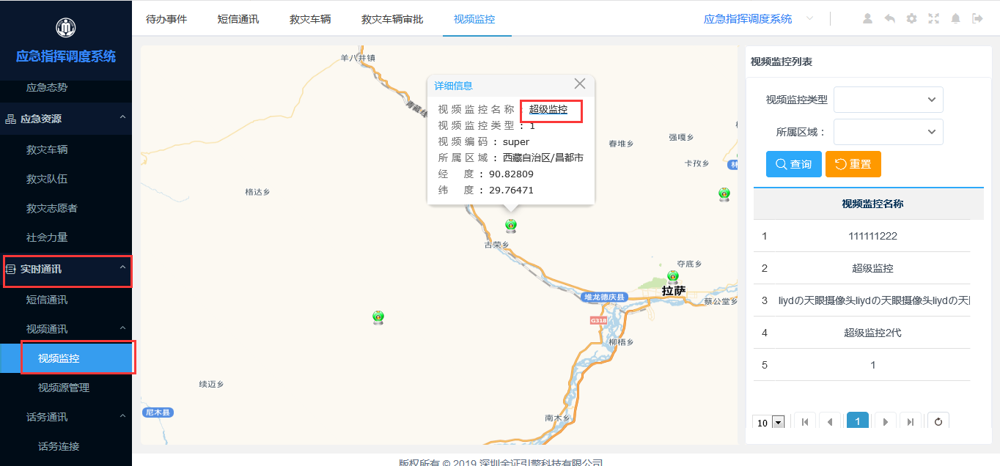 应急指挥调度系统
应急态势
应急资源
救灾车辆
救灾队伍
救灾志愿者
社会力量
实时通讯
短信通讯
视频通讯
视频监控
视频源管理
话务通讯
话务连接
待办事件
短信通讯
救灾车辆
救灾车辆审批
视频监控
应急指挥调度系统
羊八井镇
青藏线
春堆乡
强嘎乡
卡孜乡
林
格达乡
古荣乡
夺底乡
拉萨
堆龙德庆县
蔡公堂乡
G318
柳梧乡
续迈乡
尼木县
南木乡
详细信息
视频监控名称： 超级监控
视频监控类型：1
视频编码：super
所属区域：西藏自治区/昌都市
经 度：90.82809
纬 度：29.76471
视频监控列表
视频监控类型
所属区域：
查询
重置
视频监控名称
1 111111222
2 超级监控
3 liydの天眼摄像头liydの天眼摄像头liydの天
4 超级监控2代
5 1
10
1
版权所有 © 2019 深圳金证引擎科技有限公司